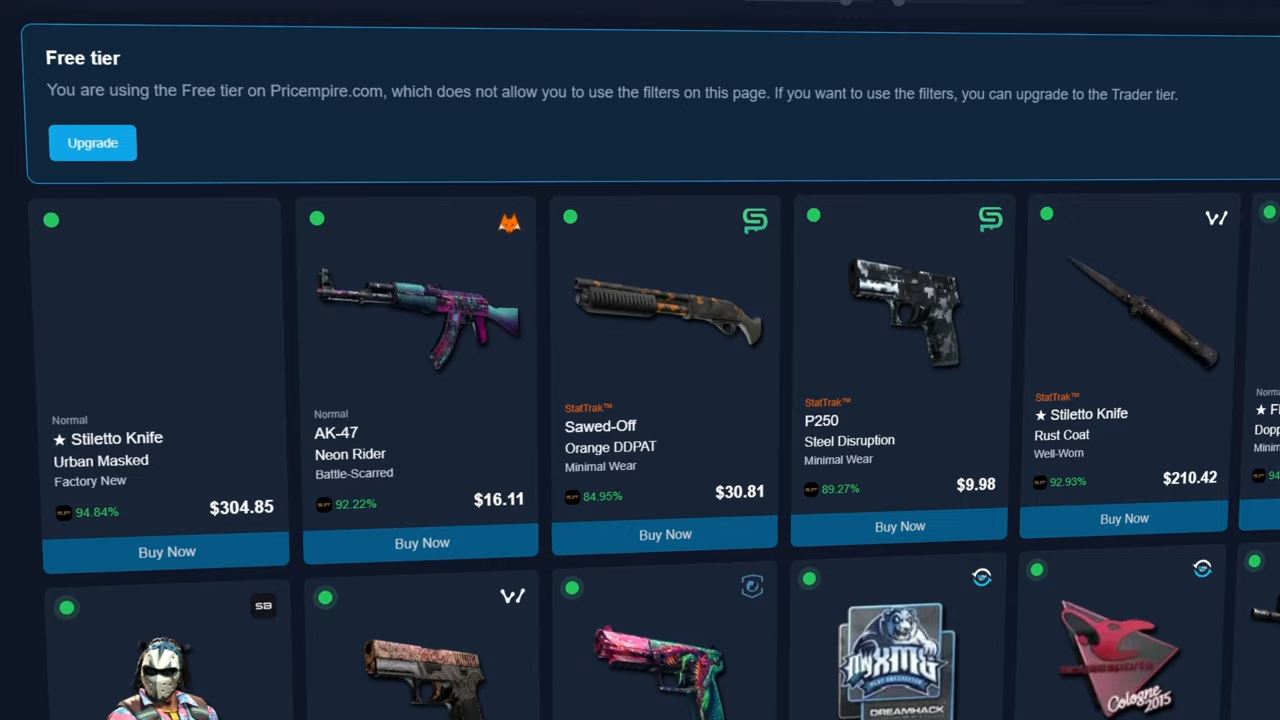 Free tier
You are using the Free tier on Pricempire.com, which does not allow you to use the filters on this page. If you want to use the filters, you can upgrade to the Trader tier.
Upgrade
Normal
★ Stiletto Knife
Urban Masked
Factory New
94.84%
$304.85
Buy Now
Normal
AK-47
Neon Rider
Battle-Scarred
92.22%
$16.11
Buy Now
StatTrak™
Sawed-Off
Orange DDPAT
Minimal Wear
84.95%
$30.81
Buy Now
StatTrak™
P250
Steel Disruption
Minimal Wear
89.27%
$9.98
Buy Now
StatTrak™
★ Stiletto Knife
Rust Coat
Well-Worn
92.93%
$210.42
Buy Now
SB
DREAMHACK
Cologne
2015